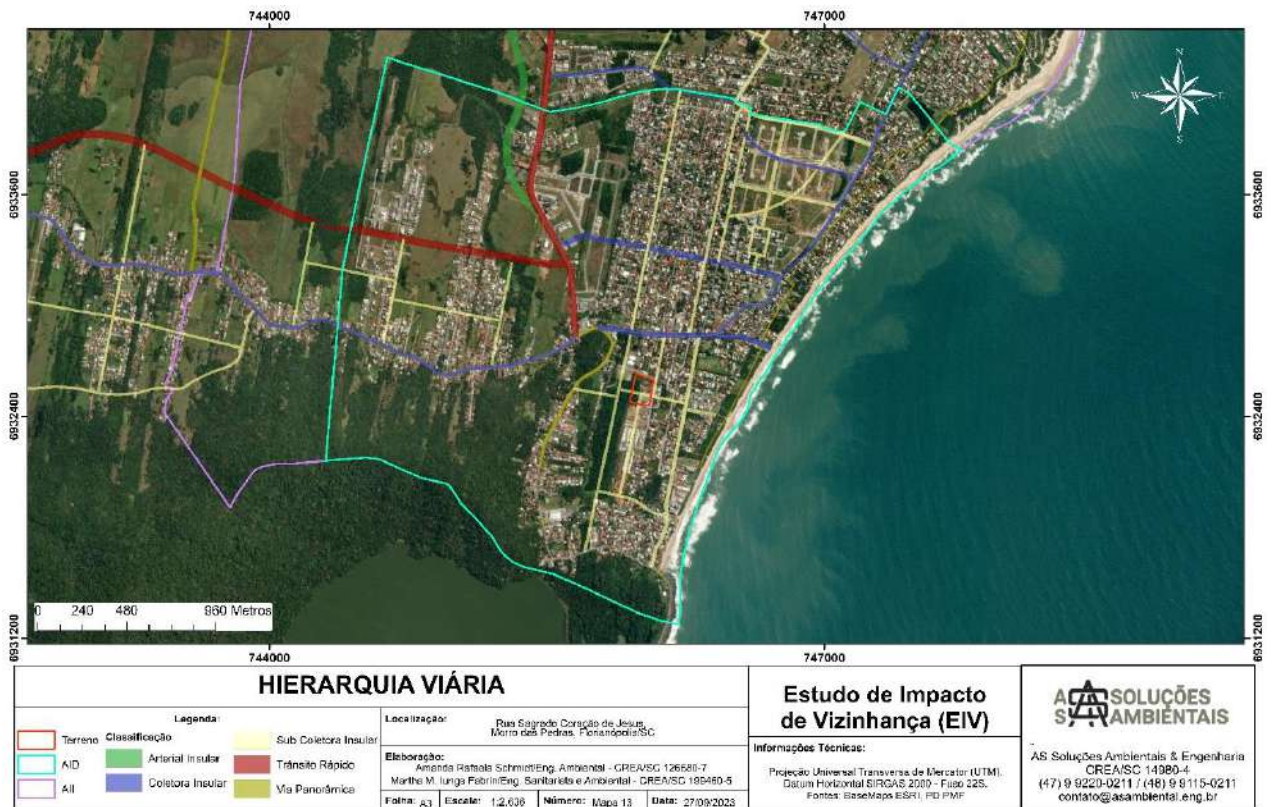 744000
747000
N
W
E
S
6933600
6933600
6932400
6932400
6931200
6931200
0 240 480 960 Metros
744000
747000
HIERARQUIA VIÁRIA
Legenda:
Terreno
AID
AII
Classificação
Arterial Insular
Coletora Insular
Sub Coletora Insular
Trânsito Rápido
Via Panorâmica
Localização:
Rua Sagrado Coração de Jesus,
Morro das Pedras, Florianópolis/SC
Elaboração:
Amanda Rafaela Schmidt/Eng. Ambiental - CREA/SC
Martha M. Fabrin/Eng. Sanitarista e Ambiental - CREA/SC
Folha: A3
Escala: 1:2.636
Número: Mapa 13
Data: 27/09/2023
Estudo de Impacto
de Vizinhança (EIV)
Informações Técnicas:
Projeção Universal Transversa de Mercator (UTM).
Datum Horizontal SIRGAS 2000 - Fuso 22S.
Fontes: BaseMaps ESRI, PD PMF
AS SOLUÇÕES
AMBIENTAIS
AS Soluções Ambientais & Engenharia
CREA/SC 14980-4
(47) 9 9220-0211 / (48) 9 9115-0211
contato@asambiental.eng.br